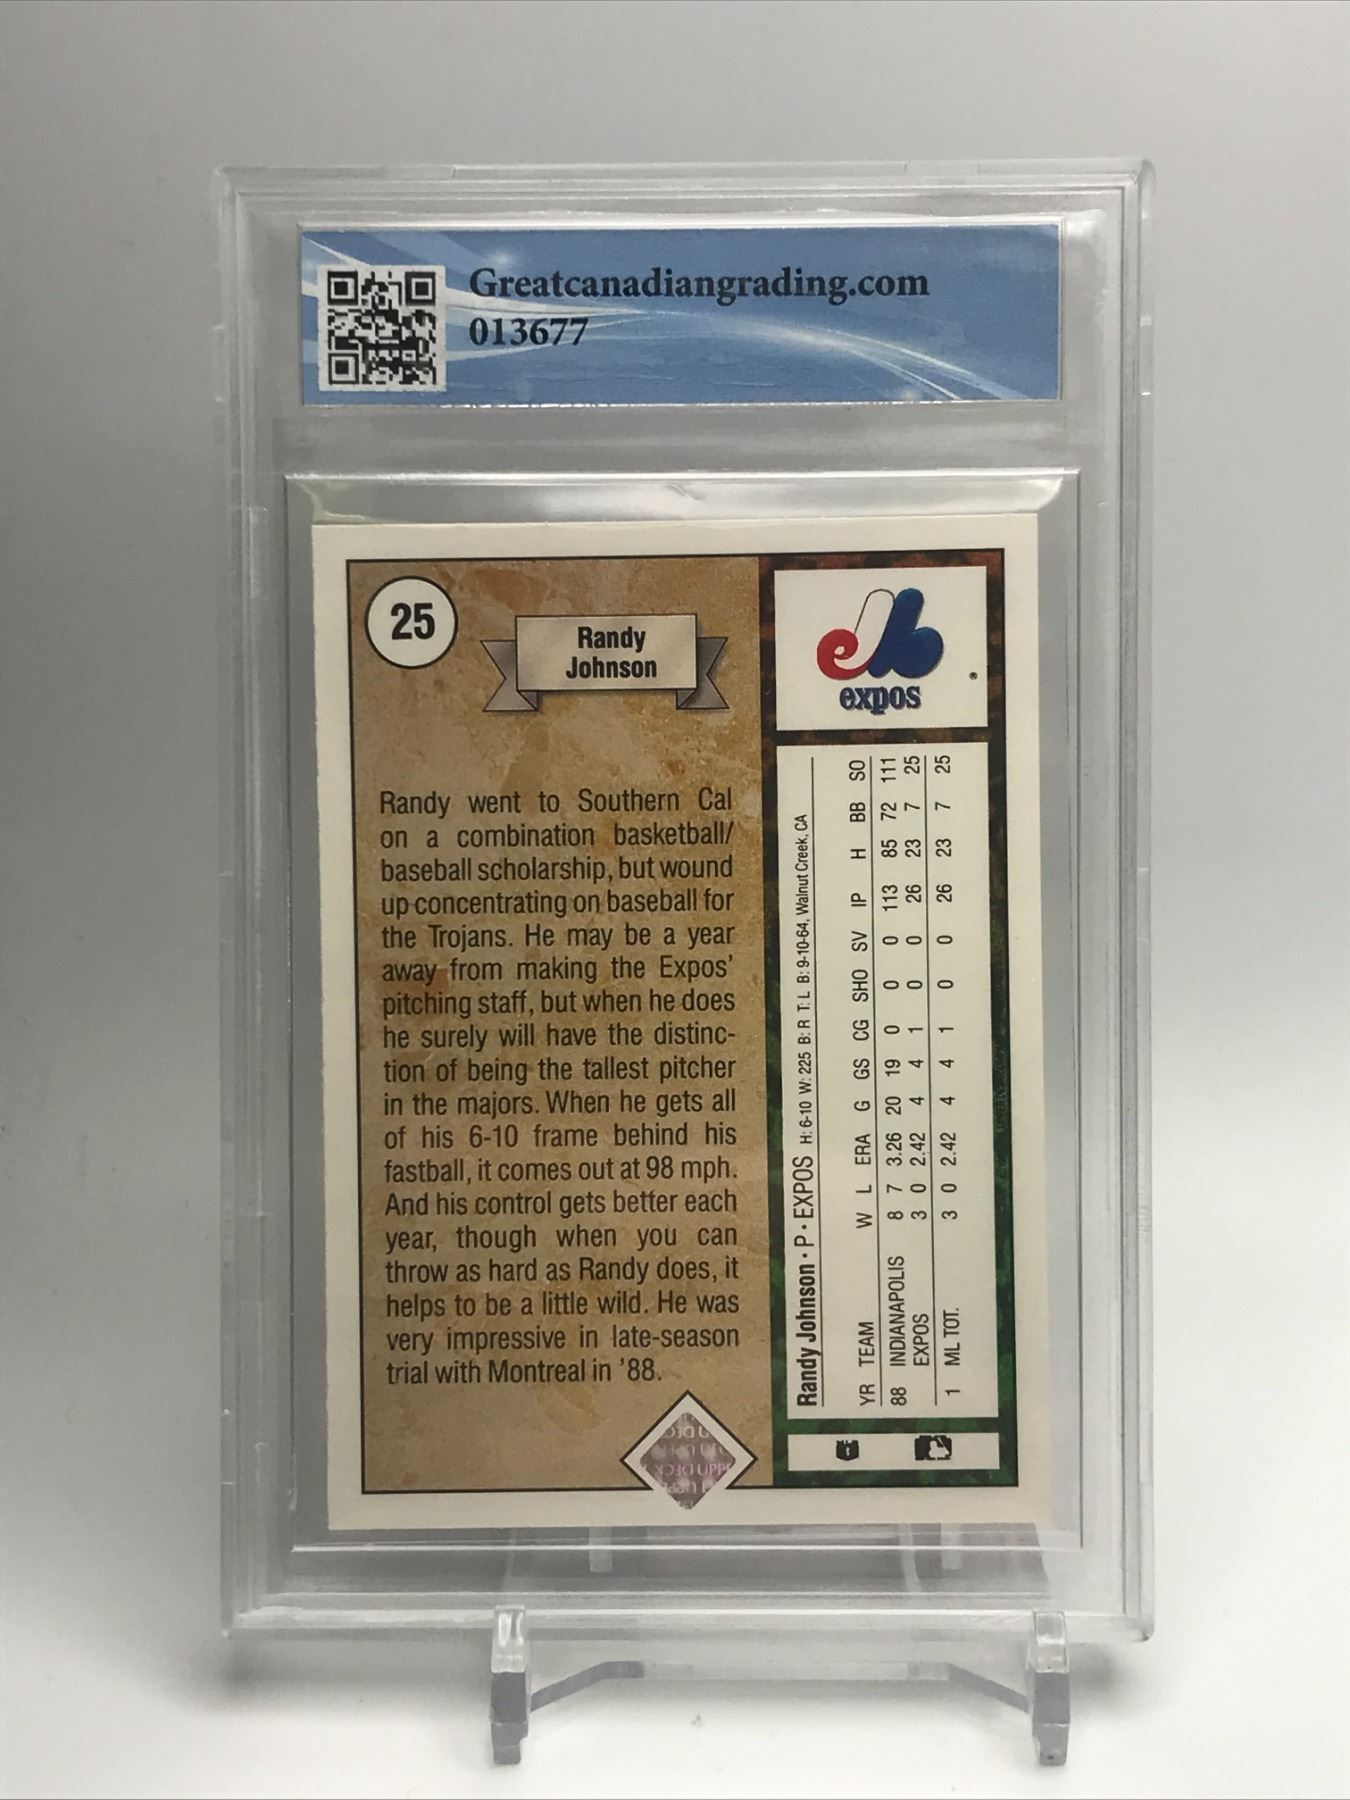 Greatcanadiangrading.com
013677
25
Randy
Johnson
Randy went to Southern Cal
on a combination basketball/
baseball scholarship, but wound
up concentrating on baseball for
the Trojans. He may be a year
away from making the Expos'
pitching staff, but when he does
he surely will have the distinc-
tion of being the tallest pitcher
in the majors. When he gets all
of his 6-10 frame behind his
fastball, it comes out at 98 mph.
And his control gets better each
year, though when you can
throw as hard as Randy does, it
helps to be a little wild. He was
very impressive in late-season
trial with Montreal in '88.
expos
Randy Johnson • P • EXPOS H: 6-10 W: 225 B: R T: L B: 9-10-64, Walnut Creek, CA
YR TEAM W L ERA G GS CG SHO SV IP H BB SO
88 INDIANAPOLIS 8 7 3.26 20 19 0 0 0 113 85 72 111
EXPOS 3 0 2.42 4 4 1 0 0 26 23 7 25
1 ML TOT. 3 0 2.42 4 4 1 0 0 26 23 7 25